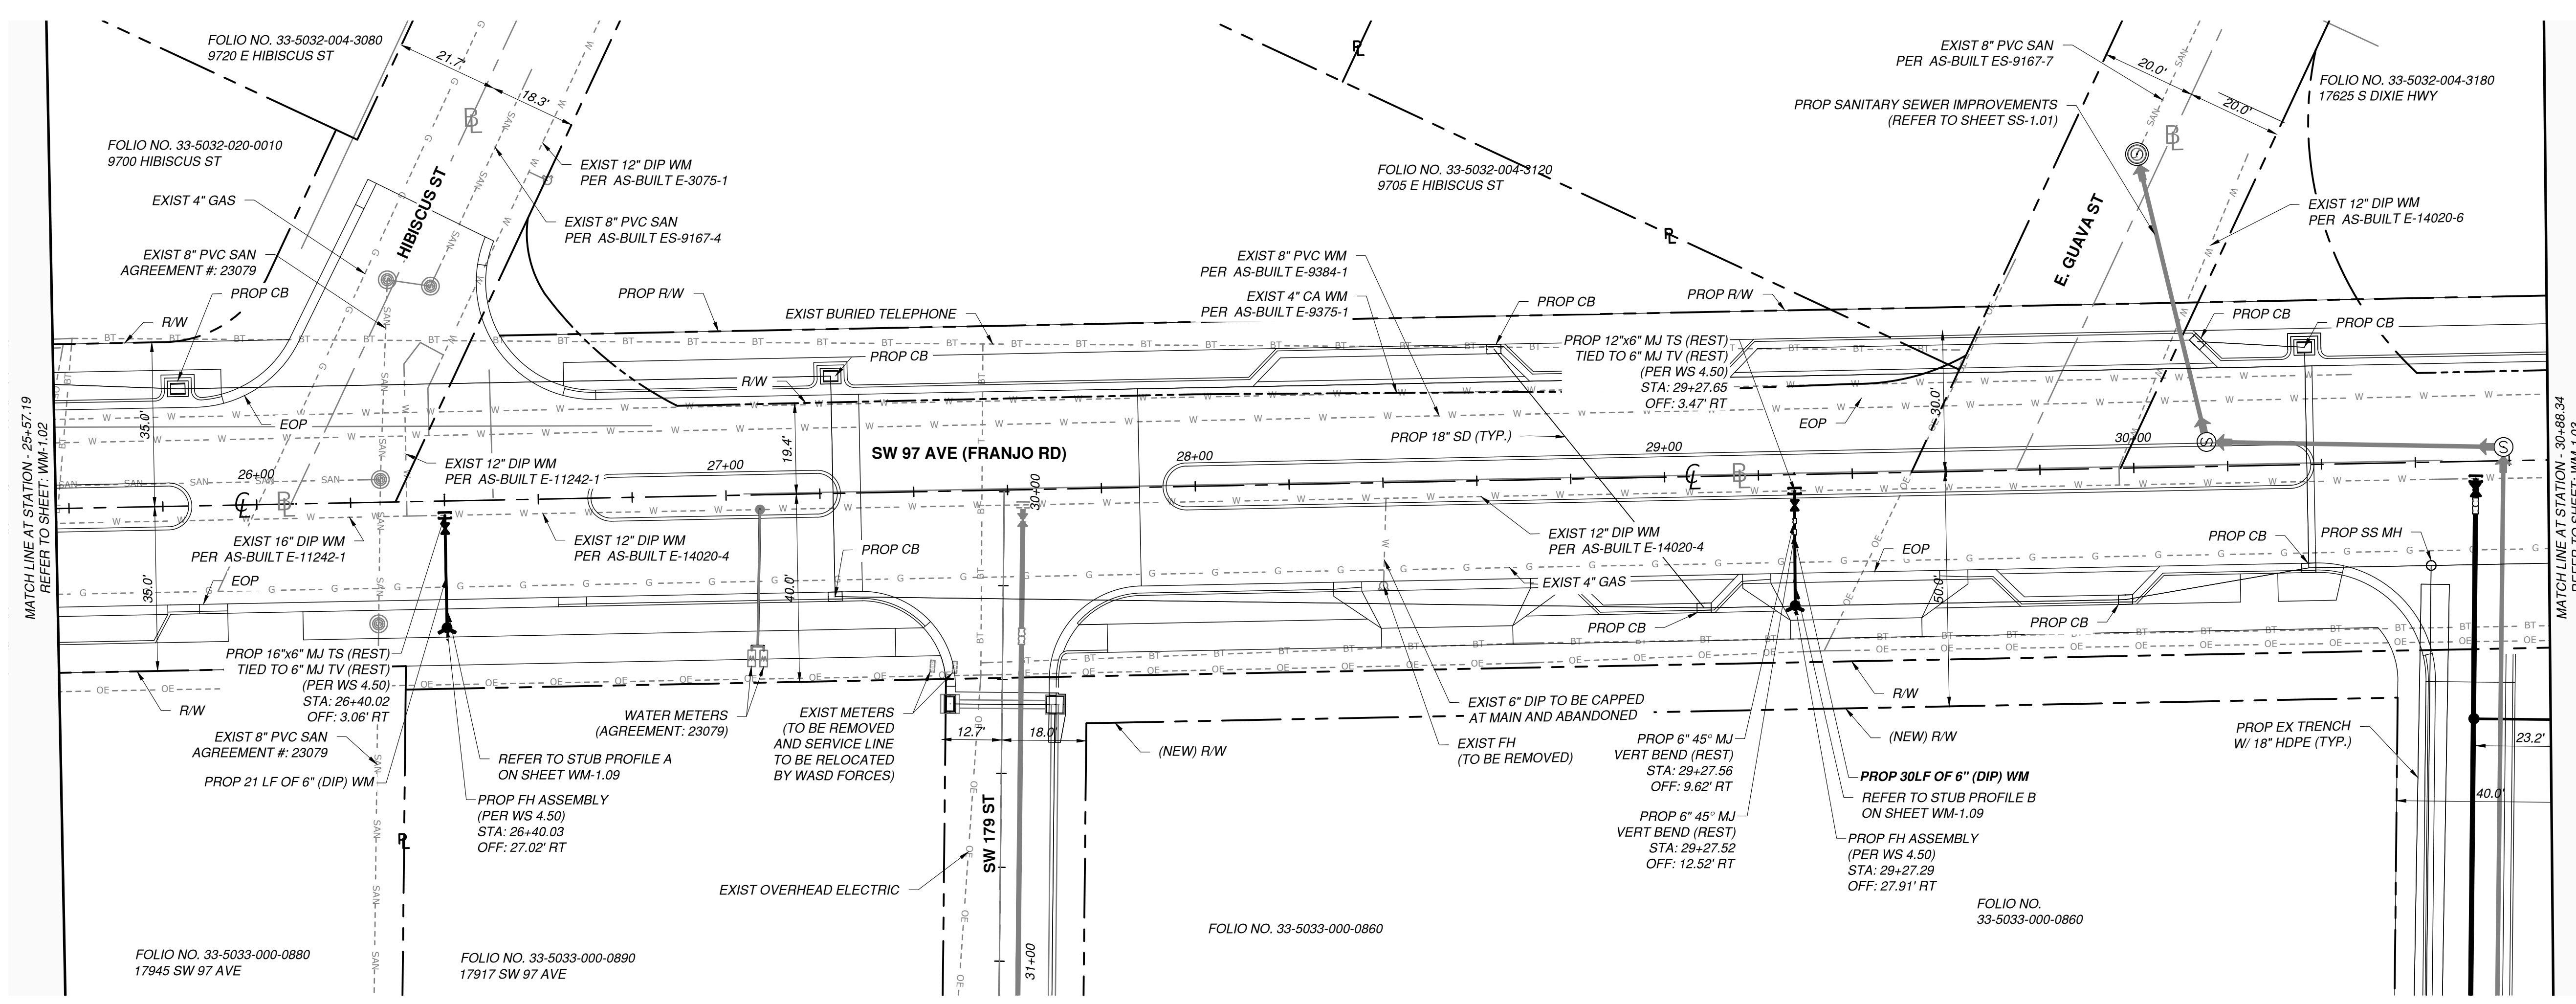 FOLIO NO. 33-5032-004-3080
9720 E HIBISCUS ST
21.7'
18.3'
FOLIO NO. 33-5032-020-0010
9700 HIBISCUS ST
EXIST 4" GAS
HIBISCUS ST
EXIST 8" PVC SAN
AGREEMENT #: 23079
PROP CB
R/W
EXIST 12" DIP WM
PER AS-BUILT E-3075-1
EXIST 8" PVC SAN
PER AS-BUILT ES-9167-4
PROP R/W
EXIST BURIED TELEPHONE
EXIST 8" PVC WM
PER AS-BUILT E-9384-1
EXIST 4" CA WM
PER AS-BUILT E-9375-1
FOLIO NO. 33-5032-004-3120
9705 E HIBISCUS ST
PROP CB
PROP R/W
EXIST 8" PVC SAN
PER AS-BUILT ES-9167-7
PROP SANITARY SEWER IMPROVEMENTS
(REFER TO SHEET SS-1.01)
20.0'
20.0'
FOLIO NO. 33-5032-004-3180
17625 S DIXIE HWY
E. GUAVA ST
EXIST 12" DIP WM
PER AS-BUILT E-14020-6
PROP CB
PROP CB
PROP 12"x6" MJ TS (REST)
TIED TO 6" MJ TV (REST)
(PER WS 4.50)
STA: 29+27.65
OFF: 3.47' RT
MATCH LINE AT STATION - 25+57.19
REFER TO SHEET: WM-1.02
35.0'
EOP
PROP CB
R/W
19.4'
SW 97 AVE (FRANJO RD)
PROP 18" SD (TYP.)
EOP
30.0'
26+00
27+00
28+00
29+00
30+00
EXIST 12" DIP WM
PER AS-BUILT E-11242-1
EXIST 16" DIP WM
PER AS-BUILT E-11242-1
EXIST 12" DIP WM
PER AS-BUILT E-14020-4
PROP CB
30+00
EXIST 12" DIP WM
PER AS-BUILT E-14020-4
EXIST 4" GAS
EOP
PROP CB
PROP SS MH
MATCH LINE AT STATION - 30+88.34
35.0'
EOP
40.0'
50.0'
PROP CB
PROP CB
PROP 16"x6" MJ TS (REST)
TIED TO 6" MJ TV (REST)
(PER WS 4.50)
STA: 26+40.02
OFF: 3.06' RT
R/W
EXIST 8" PVC SAN
AGREEMENT #: 23079
PROP 21 LF OF 6" (DIP) WM
REFER TO STUB PROFILE A
ON SHEET WM-1.09
PROP FH ASSEMBLY
(PER WS 4.50)
STA: 26+40.03
OFF: 27.02' RT
WATER METERS
(AGREEMENT: 23079)
EXIST METERS
(TO BE REMOVED
AND SERVICE LINE
TO BE RELOCATED
BY WASD FORCES)
12.7'
18.0'
(NEW) R/W
EXIST 6" DIP TO BE CAPPED
AT MAIN AND ABANDONED
EXIST FH
(TO BE REMOVED)
PROP 6" 45° MJ
VERT BEND (REST)
STA: 29+27.56
OFF: 9.62' RT
PROP 6" 45° MJ
VERT BEND (REST)
STA: 29+27.52
OFF: 12.52' RT
R/W
(NEW) R/W
PROP 30LF OF 6" (DIP) WM
REFER TO STUB PROFILE B
ON SHEET WM-1.09
PROP FH ASSEMBLY
(PER WS 4.50)
STA: 29+27.29
OFF: 27.91' RT
PROP EX TRENCH
W/ 18" HDPE (TYP.)
23.2'
40.0'
SW 179 ST
EXIST OVERHEAD ELECTRIC
31+00
FOLIO NO. 33-5033-000-0880
17945 SW 97 AVE
FOLIO NO. 33-5033-000-0890
17917 SW 97 AVE
FOLIO NO. 33-5033-000-0860
FOLIO NO.
33-5033-000-0860